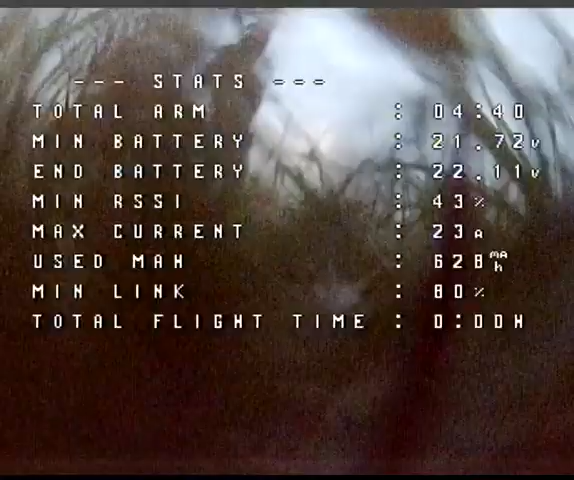 --- STATS ---
TOTAL ARM : 04:40
MIN BATTERY : 21.72V
END BATTERY : 22.11V
MIN RSSI : 43%
MAX CURRENT : 23A
USED MAH :628mAh
MIN LINK : 80%
TOTAL FLIGHT TIME : 0:00H